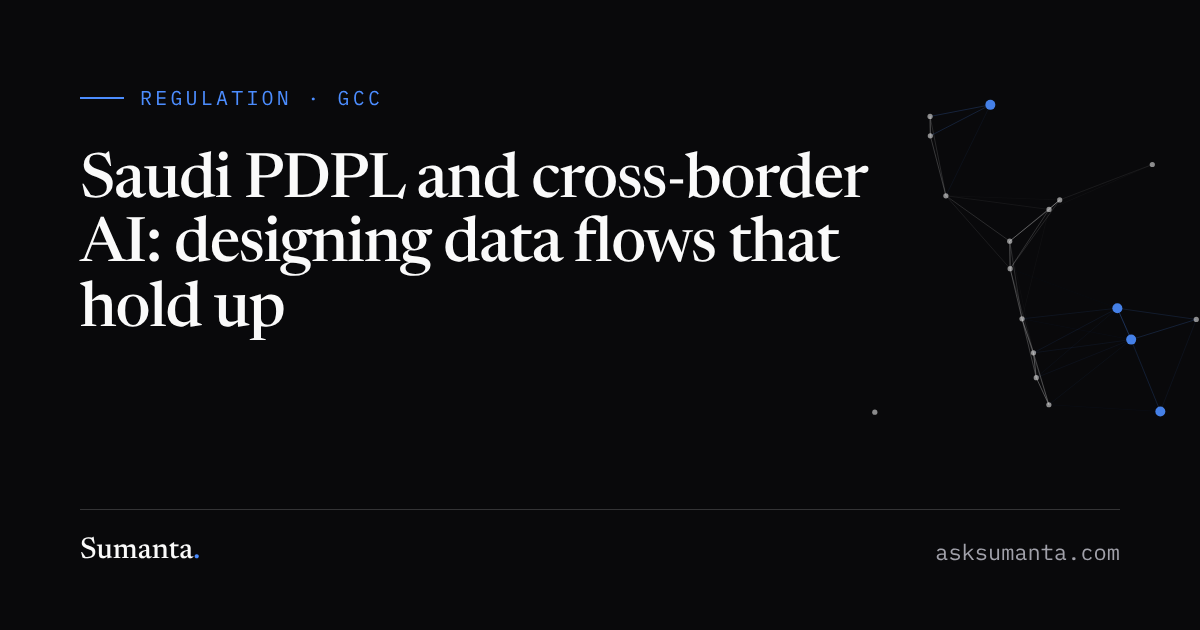 REGULATION · GCC
Saudi PDPL and cross-border
AI: designing data flows that
hold up
Sumanta.
asksumanta.com